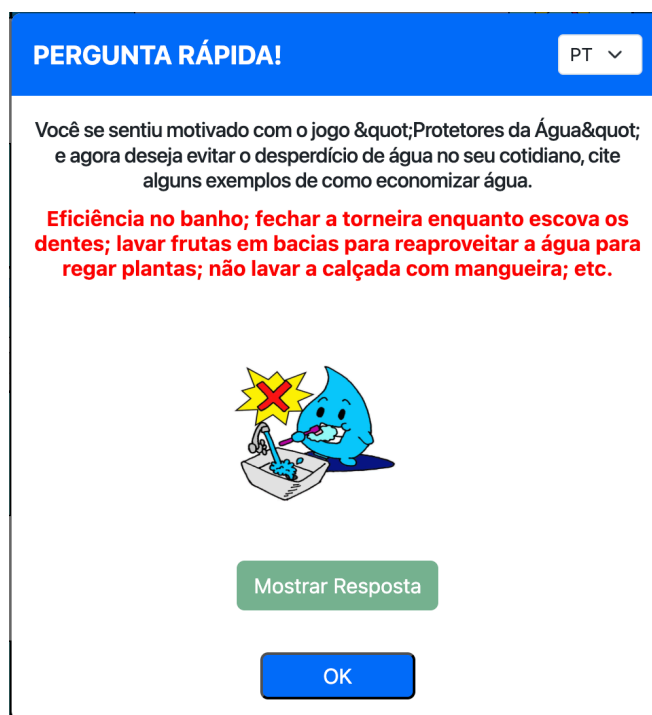 PERGUNTA RÁPIDA!
PT
Você se sentiu motivado com o jogo &quot;Protetores da Água&quot;
e agora deseja evitar o desperdício de água no seu cotidiano, cite
alguns exemplos de como economizar água.
Eficiência no banho; fechar a torneira enquanto escova os
dentes; lavar frutas em bacias para reaproveitar a água para
regar plantas; não lavar a calçada com mangueira; etc.
Mostrar Resposta
OK